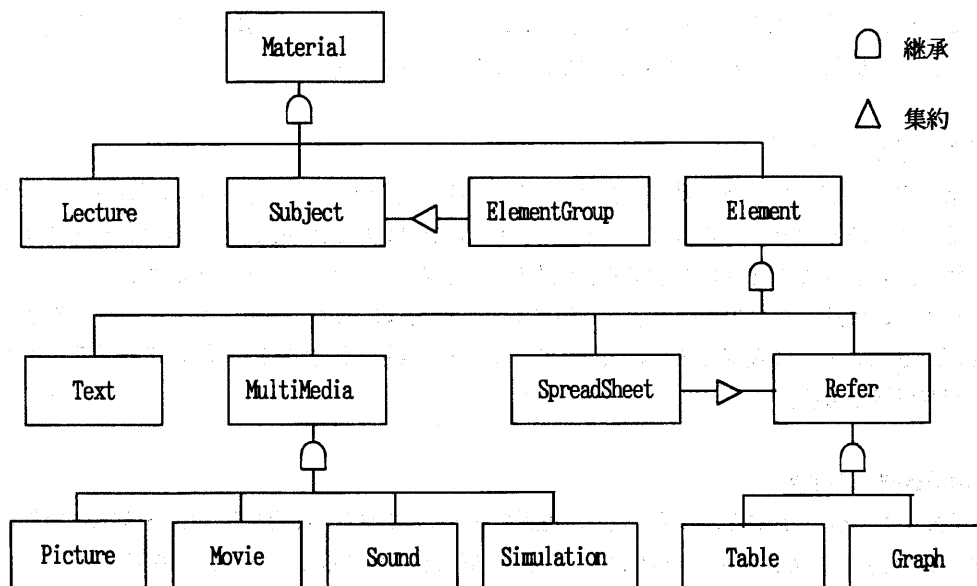 Material
継承
集約
Lecture
Subject
ElementGroup
Element
Text
MultiMedia
SpreadSheet
Refer
Picture
Movie
Sound
Simulation
Table
Graph